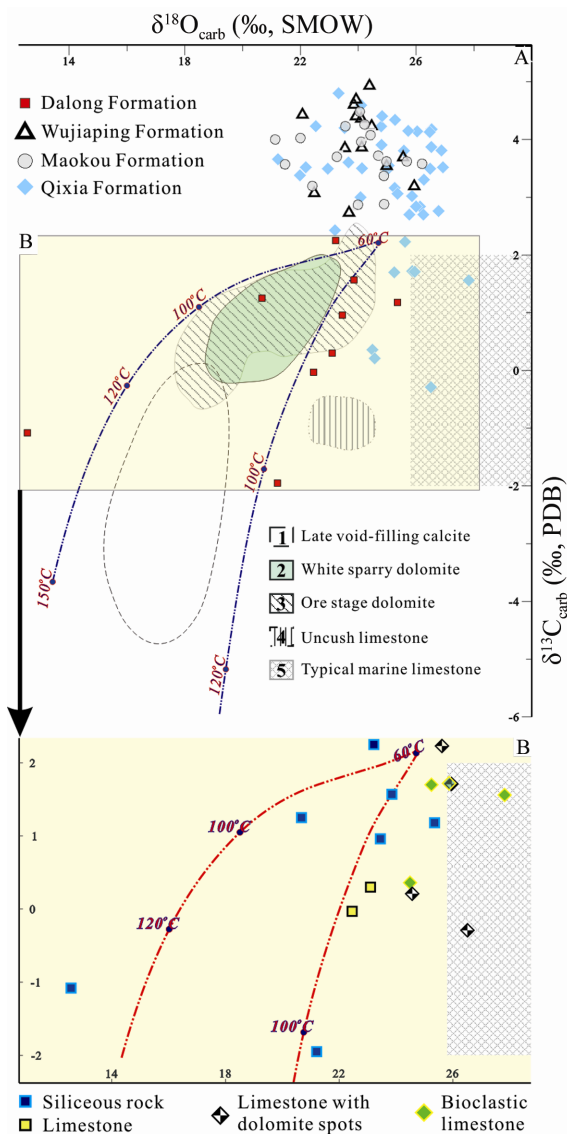 δ18Ocarb (‰, SMOW)
14 18 22 26
A
Dalong Formation
Wujiaping Formation
Maokou Formation
Qixia Formation
4
B
60°C
2
100°C
120°C
0
100°C
-2
150°C
120°C
1 Late void-filling calcite
2 White sparry dolomite
3 Ore stage dolomite
4 Uncush limestone
5 Typical marine limestone
-4
-6
δ13Ccarb (‰, PDB)
B
60°C
2
100°C
1
120°C
0
-1
100°C
-2
14 18 22 26
Siliceous rock
Limestone
Limestone with
dolomite spots
Bioclastic
limestone